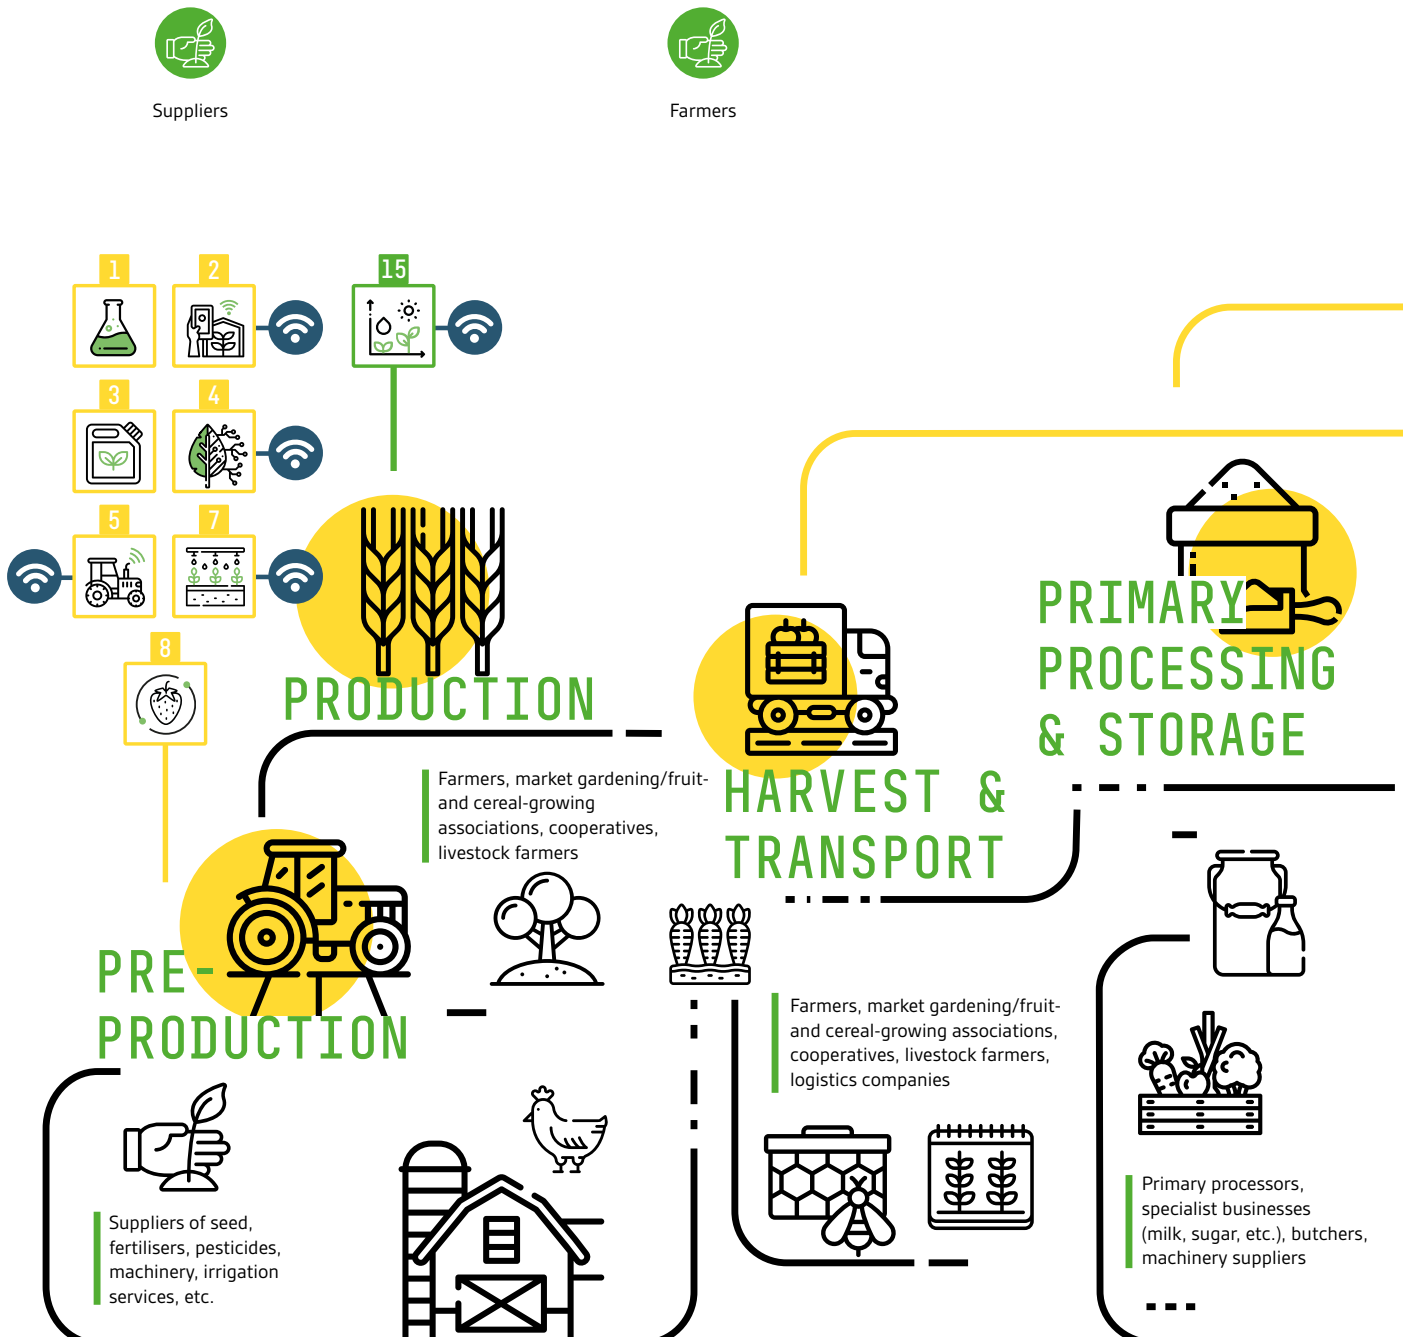 Suppliers
Farmers
1
2
15
3
4
5
7
8
PRODUCTION
Farmers, market gardening/fruit-
and cereal-growing
associations, cooperatives,
livestock farmers
PRE-
PRODUCTION
Suppliers of seed,
fertilisers, pesticides,
machinery, irrigation
services, etc.
HARVEST &
TRANSPORT
Farmers, market gardening/fruit-
and cereal-growing associations,
cooperatives, livestock farmers,
logistics companies
PRIMARY
PROCESSING
& STORAGE
Primary processors,
specialist businesses
(milk, sugar, etc.), butchers,
machinery suppliers